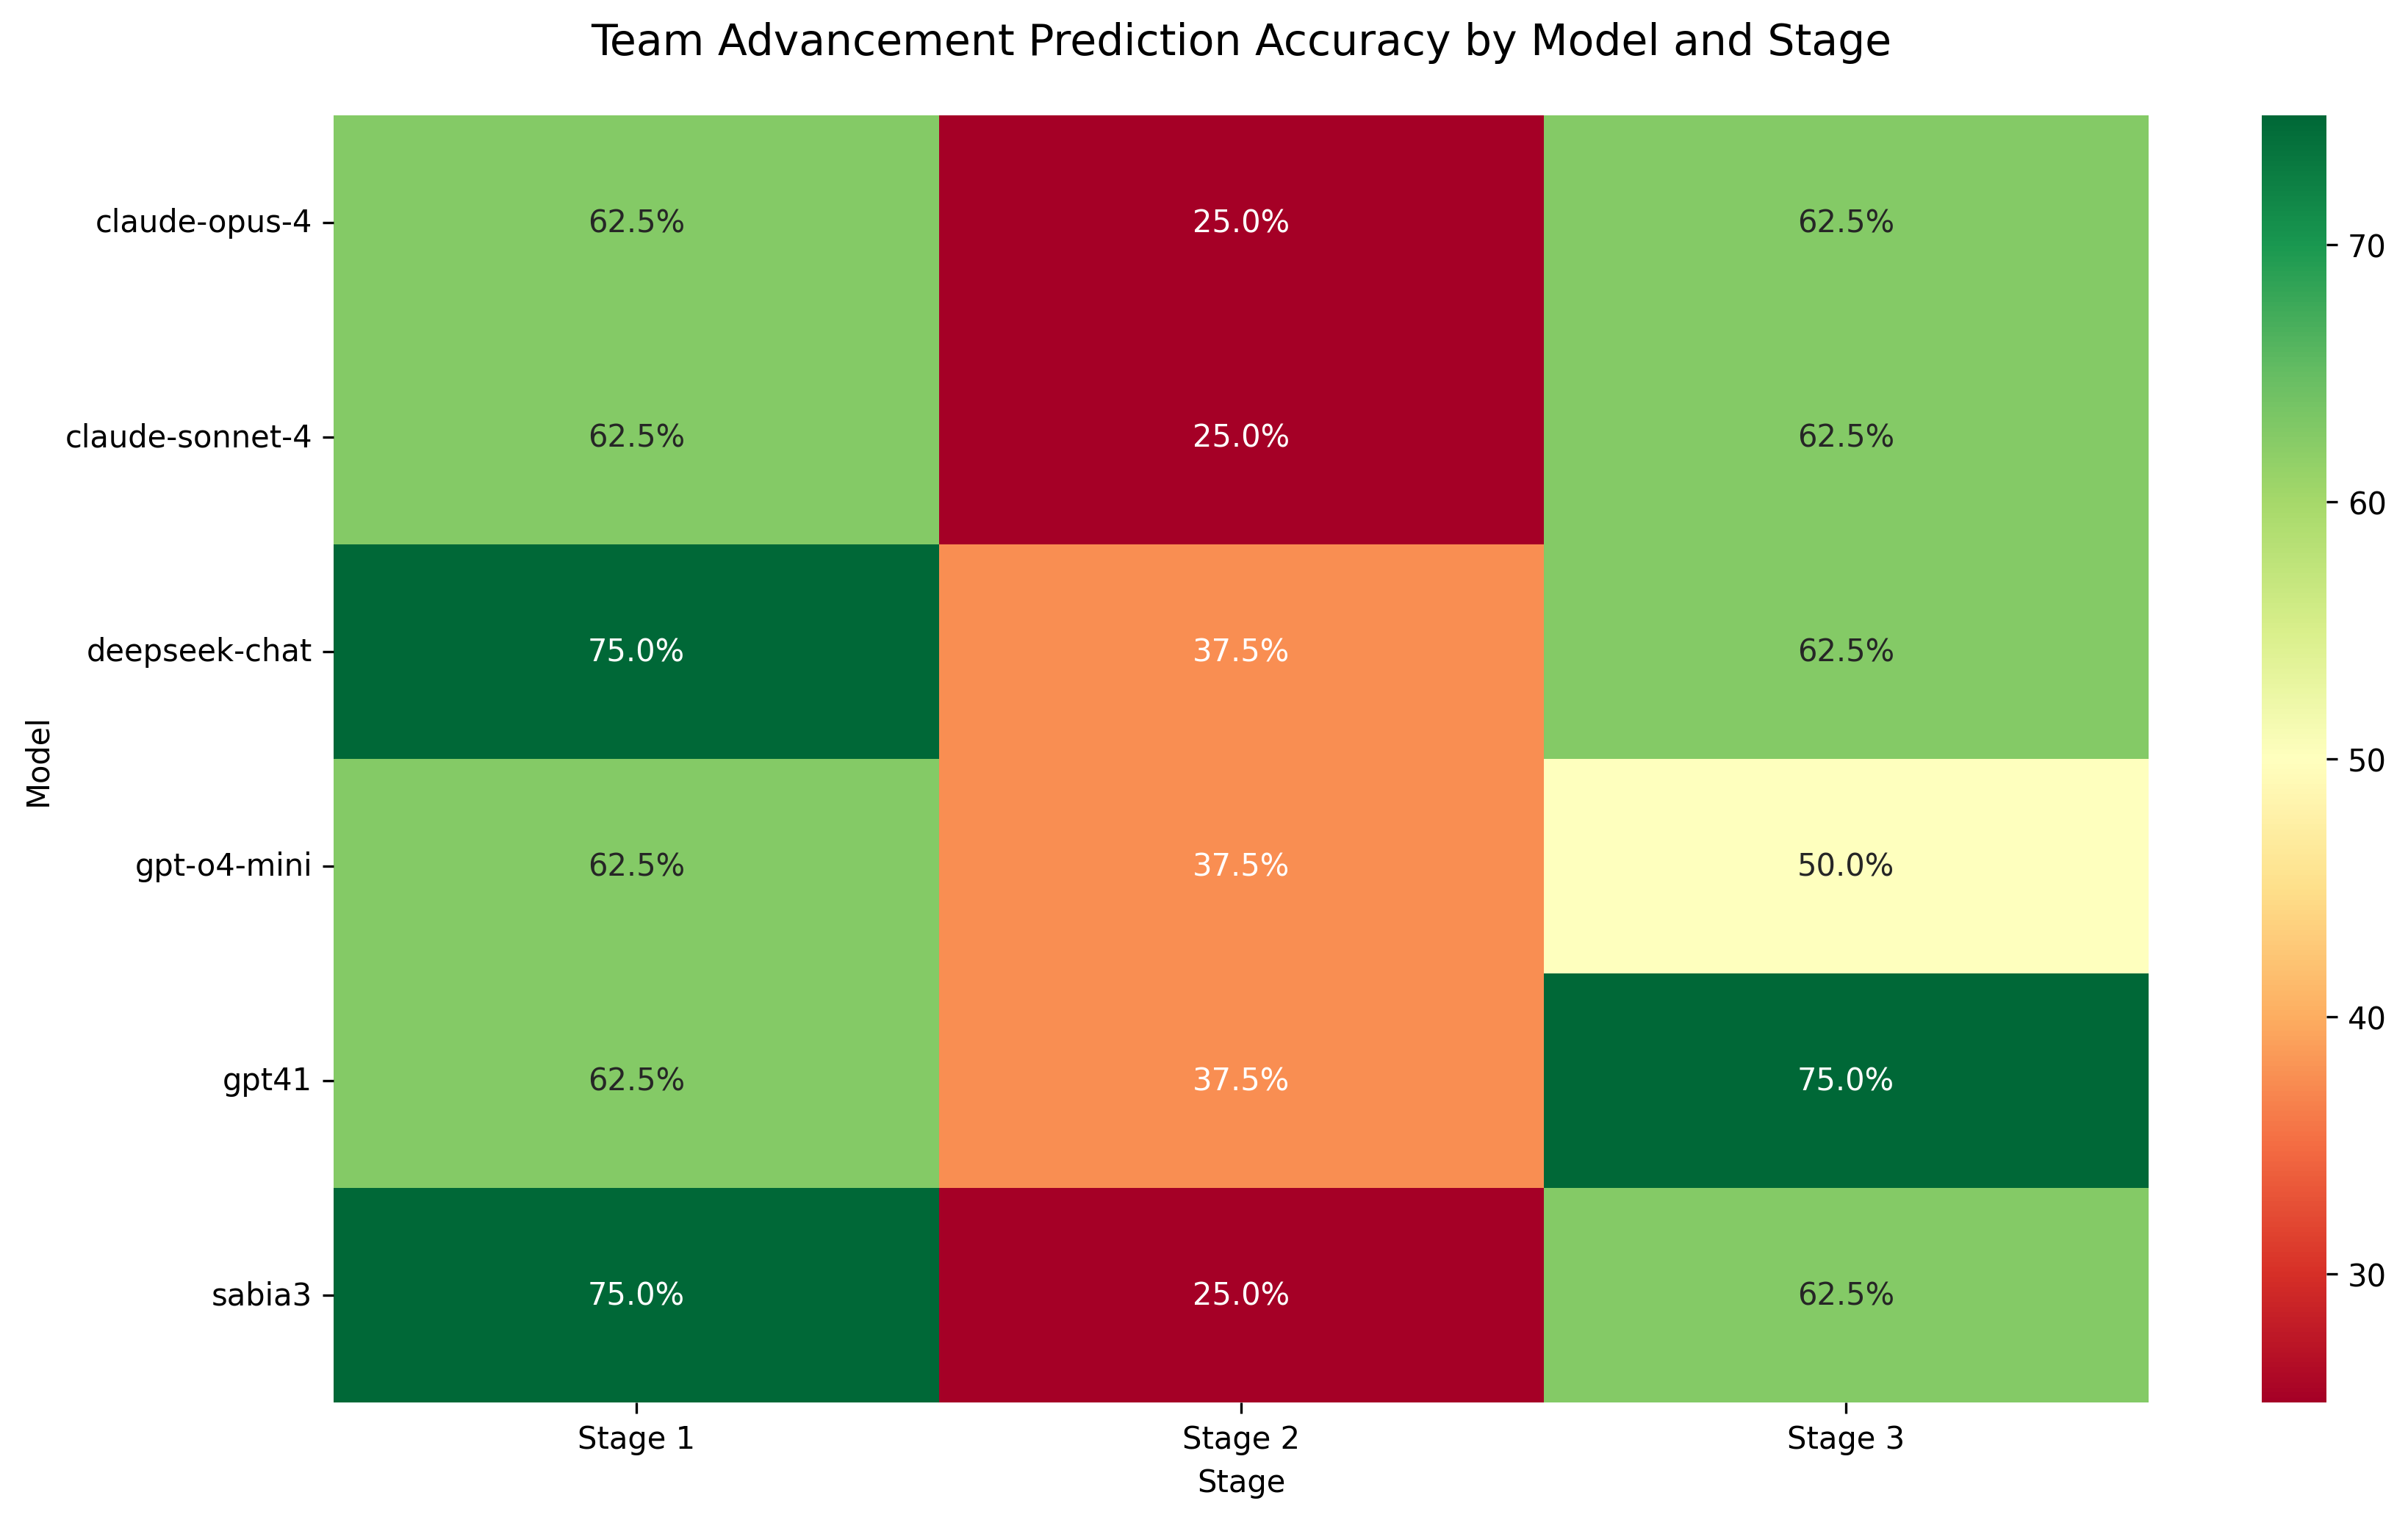 Team Advancement Prediction Accuracy by Model and Stage
claude-opus-4 62.5% 25.0% 62.5%
claude-sonnet-4 62.5% 25.0% 62.5%
deepseek-chat 75.0% 37.5% 62.5%
gpt-o4-mini 62.5% 37.5% 50.0%
gpt41 62.5% 37.5% 75.0%
sabia3 75.0% 25.0% 62.5%
Model
Stage 1 Stage 2 Stage 3
Stage
70
60
50
40
30